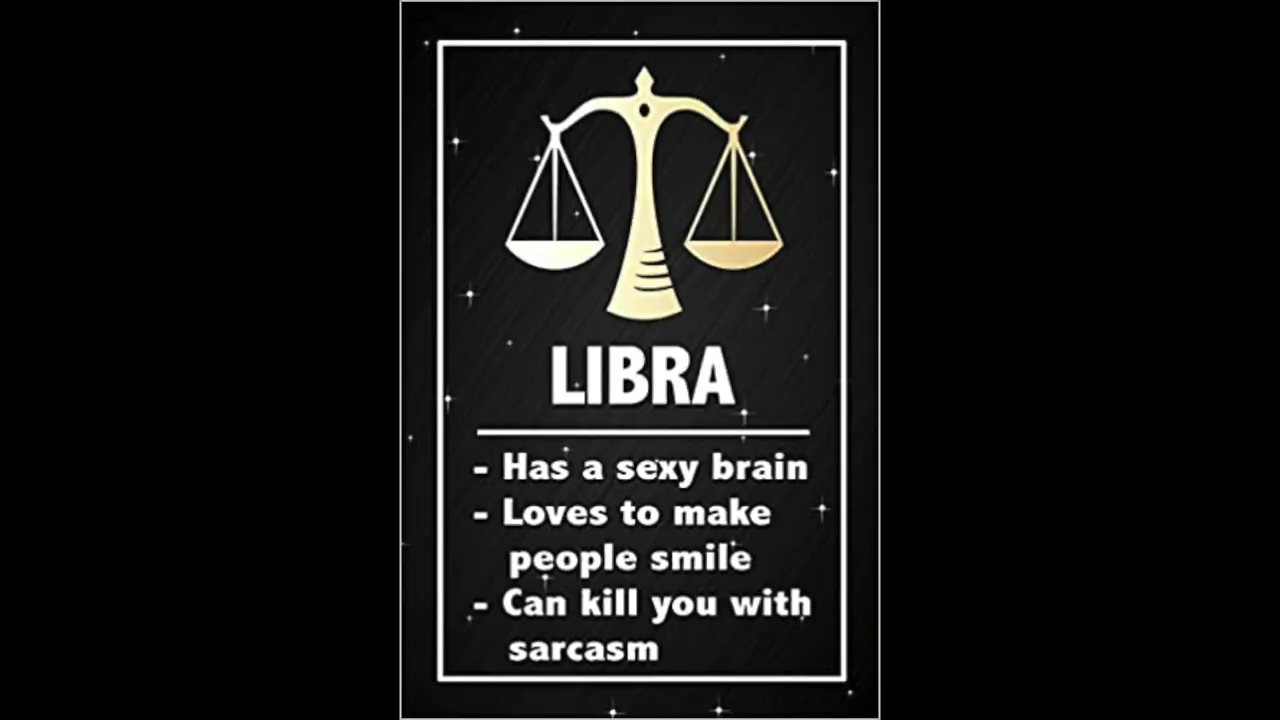 LIBRA
- Has a sexy brain
- Loves to make
people smile
- Can kill you with
sarcasm